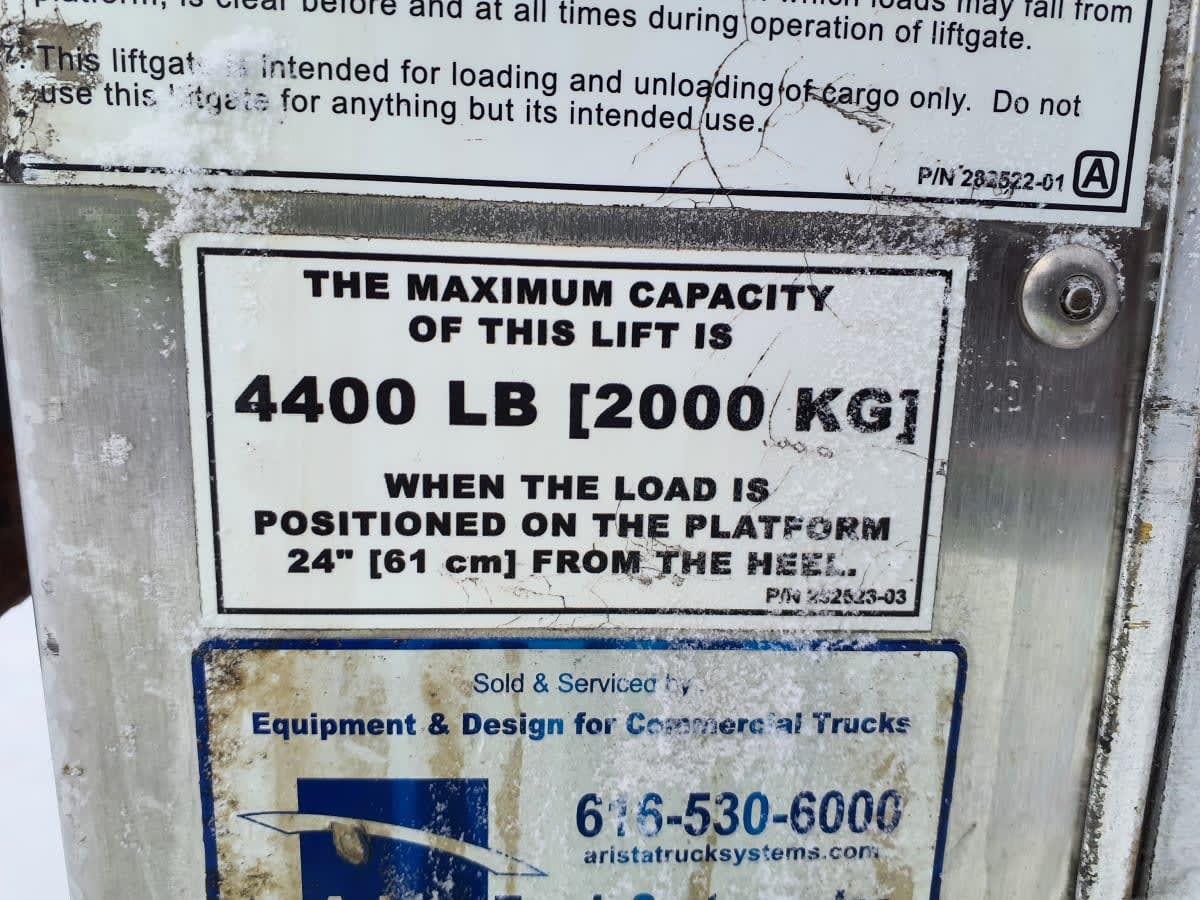 is clear before and at all times during operation of liftgate.
7. This liftgate is intended for loading and unloading of cargo only. Do not
use this liftgate for anything but its intended use.
P/N 282522-01 A
THE MAXIMUM CAPACITY
OF THIS LIFT IS
4400 LB [2000 KG]
WHEN THE LOAD IS
POSITIONED ON THE PLATFORM
24" [61 cm] FROM THE HEEL.
P/N 282523-03
Sold & Serviced by
Equipment & Design for Commercial Trucks
616-530-6000
aristatrucksystems.com